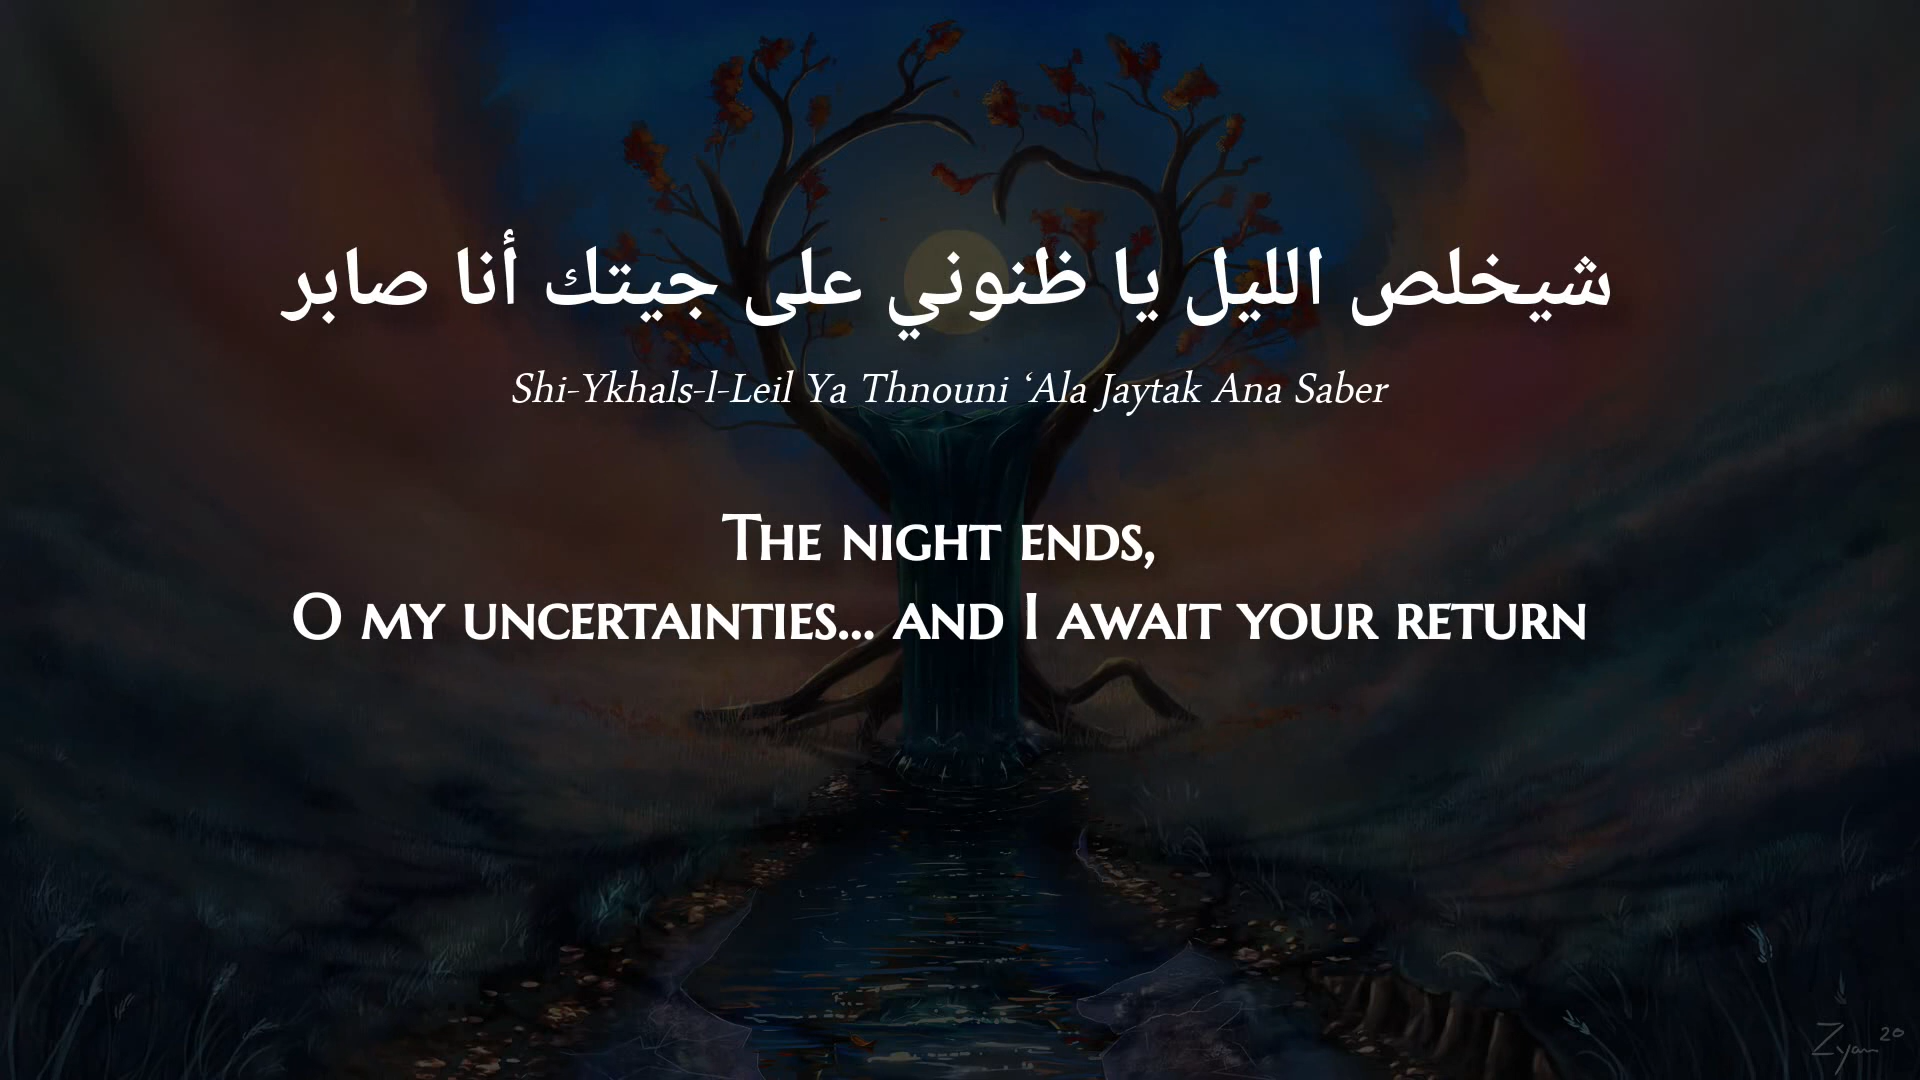 شيخلص الليل يا ظنوني على جيتك أنا صابر
Shi-Ykhals-l-Leil Ya Thnouni ‘Ala Jaytak Ana Saber
The night ends,
O my uncertainties... and I await your return
Zyan 20